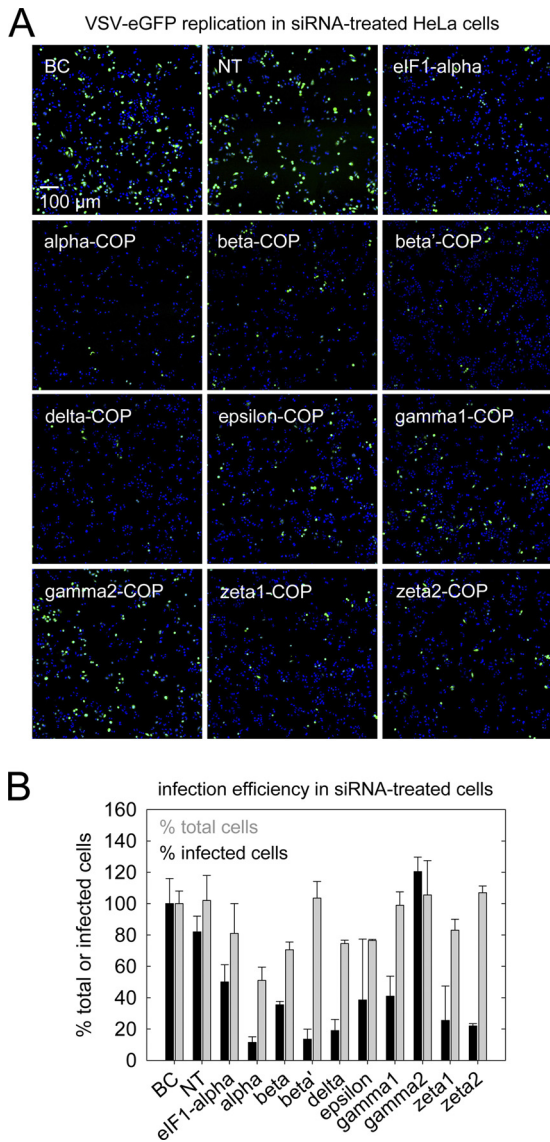 A
VSV-eGFP replication in siRNA-treated HeLa cells
BC
NT
eIF1-alpha
100 µm
alpha-COP
beta-COP
beta'-COP
delta-COP
epsilon-COP
gamma1-COP
gamma2-COP
zeta1-COP
zeta2-COP
B
infection efficiency in siRNA-treated cells
% total or infected cells
160
140
120
100
80
60
40
20
0
% total cells
% infected cells
BC
NT
eIF1-alpha
alpha
beta
beta'
delta
epsilon
gamma1
gamma2
zeta1
zeta2